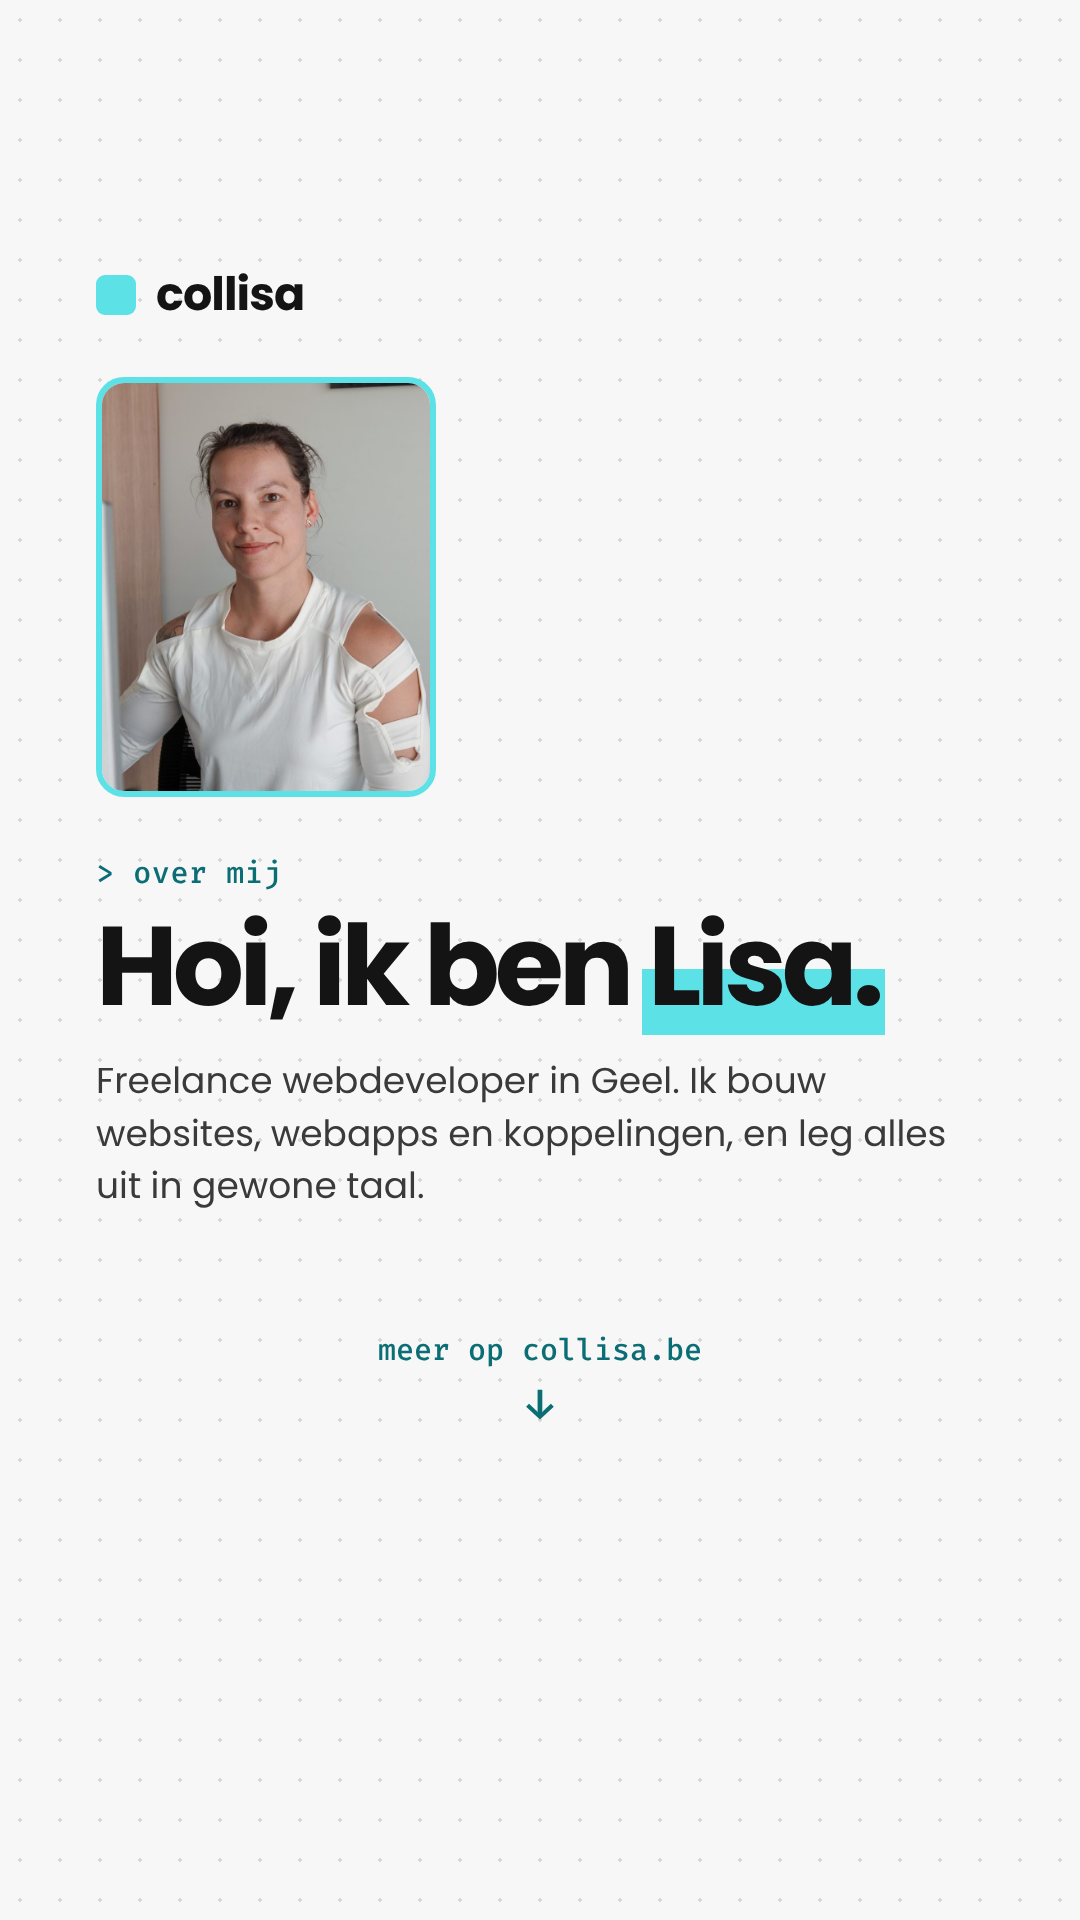 collisa
> over mij
Hoi, ik ben Lisa.
Freelance webdeveloper in Geel. Ik bouw
websites, webapps en koppelingen, en leg alles
uit in gewone taal.
meer op collisa.be
↓